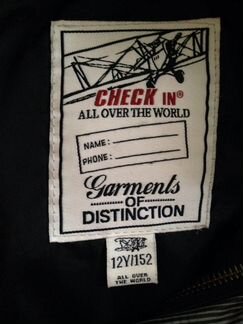 CHECK IN®
ALL OVER THE WORLD
NAME:
PHONE:
Garments
OF
DISTINCTION
12Y/152
ALL OVER
THE WORLD